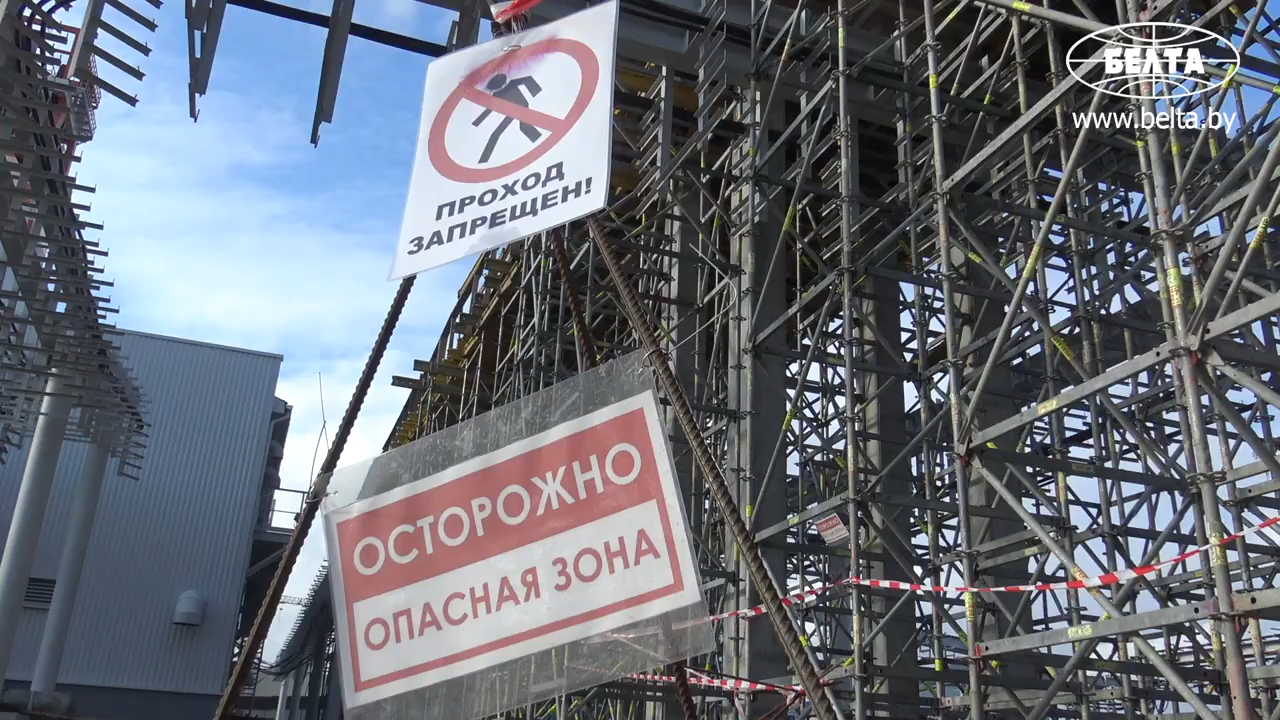 БЕЛТА
www.belta.by
ПРОХОД
ЗАПРЕЩЕН!
ОСТОРОЖНО
ОПАСНАЯ ЗОНА